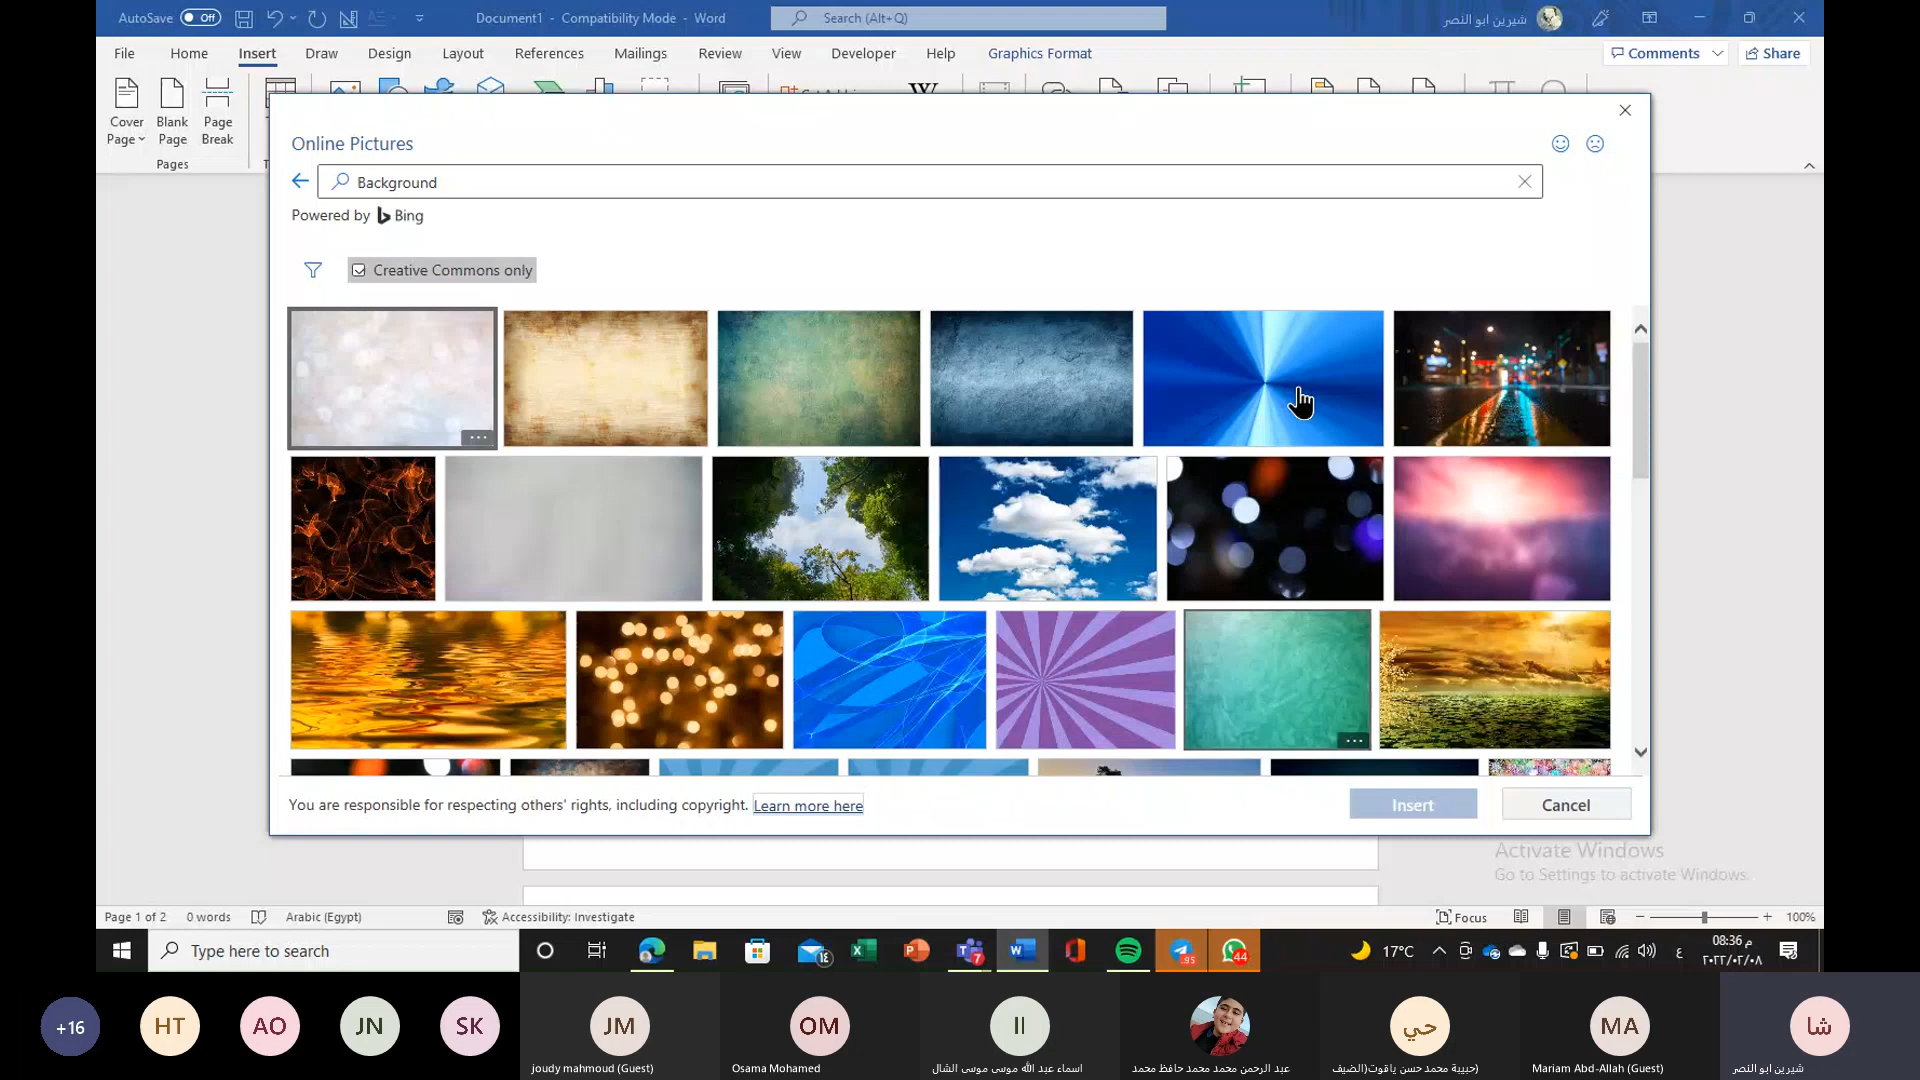 AutoSave Off Document1 - Compatibility Mode - Word Search (Alt+Q) شيرين ابو النصر
File Home Insert Draw Design Layout References Mailings Review View Developer Help Graphics Format Comments Share
Cover Page
Blank Page
Page Break
Pages
Online Pictures
Background
Powered by Bing
Creative Commons only
You are responsible for respecting others' rights, including copyright. Learn more here
Insert
Cancel
Activate Windows
Go to Settings to activate Windows.
Page 1 of 2 0 words Arabic (Egypt) Accessibility: Investigate Focus 100%
Type here to search 17°C ع 08:36 م
٢٠٢٢/٠٢/٠٨
+16 HT AO JN SK JM OM II حي MA شا
joudy mahmoud (Guest) Osama Mohamed اسماء عبد الله موسى موسى الشال عبد الرحمن محمد محمد حافظ محمد حبيبة محمد حسن ياقوت(الضيف) Mariam Abd-Allah (Guest) شيرين ابو النصر